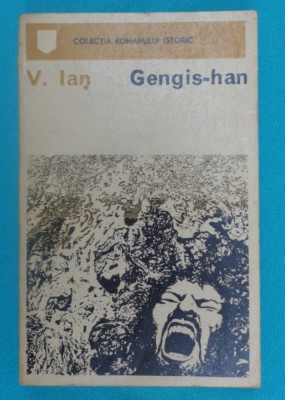 COLECȚIA ROMANULUI ISTORIC
V. Ian Gengis-han